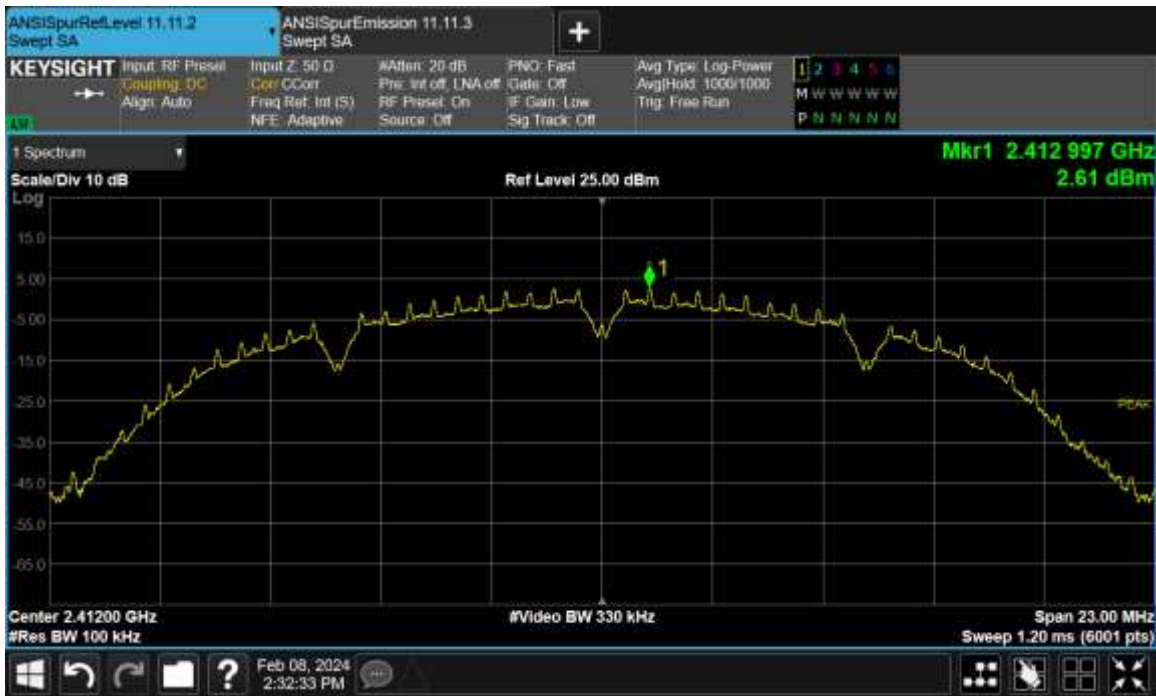 ANSISpurRefLevel 11.11.2
Swept SA
ANSISpurEmission 11.11.3
Swept SA
KEYSIGHT
Input: RF Presel
Coupling: DC
Align: Auto
Input Z: 50 Ω
Corr CCorr
Freq Ref: Int (S)
NFE: Adaptive
#Atten: 20 dB
Pre: Int off, LNA off
RF Presel: On
Source: Off
PNO: Fast
Gate: Off
IF Gain: Low
Sig Track: Off
Avg Type: Log-Power
Avg|Hold: 1000/1000
Trig: Free Run
1 2 3 4 5 6
M W W W W W
P N N N N N
1 Spectrum
Mkr1 2.412 997 GHz
Scale/Div 10 dB
Ref Level 25.00 dBm
2.61 dBm
Log
15.0
5.00
1
-5.00
-15.0
-25.0
PEAK
-35.0
-45.0
-55.0
-65.0
Center 2.41200 GHz
#Video BW 330 kHz
Span 23.00 MHz
#Res BW 100 kHz
Sweep 1.20 ms (6001 pts)
?
Feb 08, 2024
2:32:33 PM